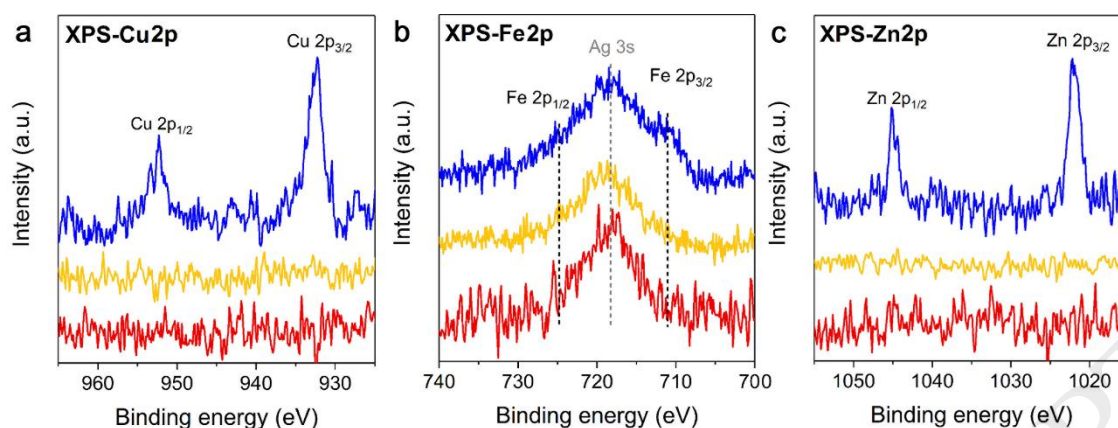 a
XPS-Cu2p
Cu 2p3/2
Cu 2p1/2
Intensity (a.u.)
960
950
940
930
Binding energy (eV)
b
XPS-Fe2p
Ag 3s
Fe 2p3/2
Fe 2p1/2
Intensity (a.u.)
740
730
720
710
700
Binding energy (eV)
c
XPS-Zn2p
Zn 2p3/2
Zn 2p1/2
Intensity (a.u.)
1050
1040
1030
1020
Binding energy (eV)